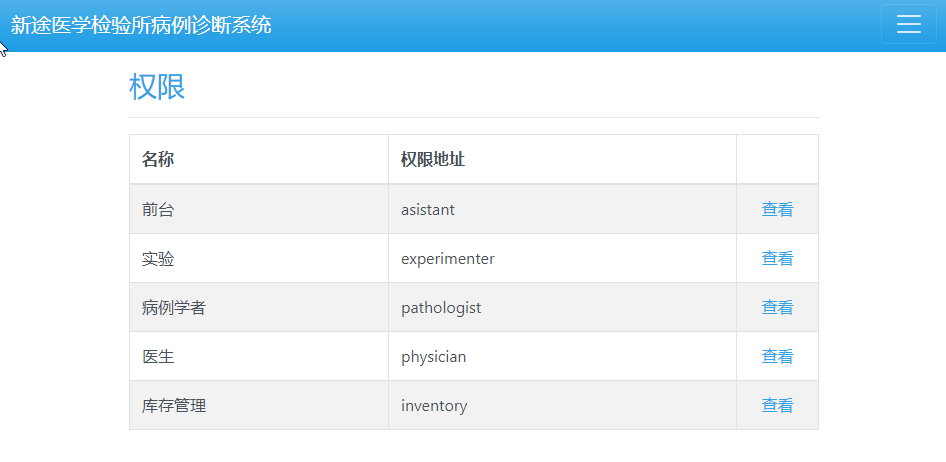 新途医学检验所病例诊断系统
权限
名称 权限地址
前台 asistant 查看
实验 experimenter 查看
病例学者 pathologist 查看
医生 physician 查看
库存管理 inventory 查看